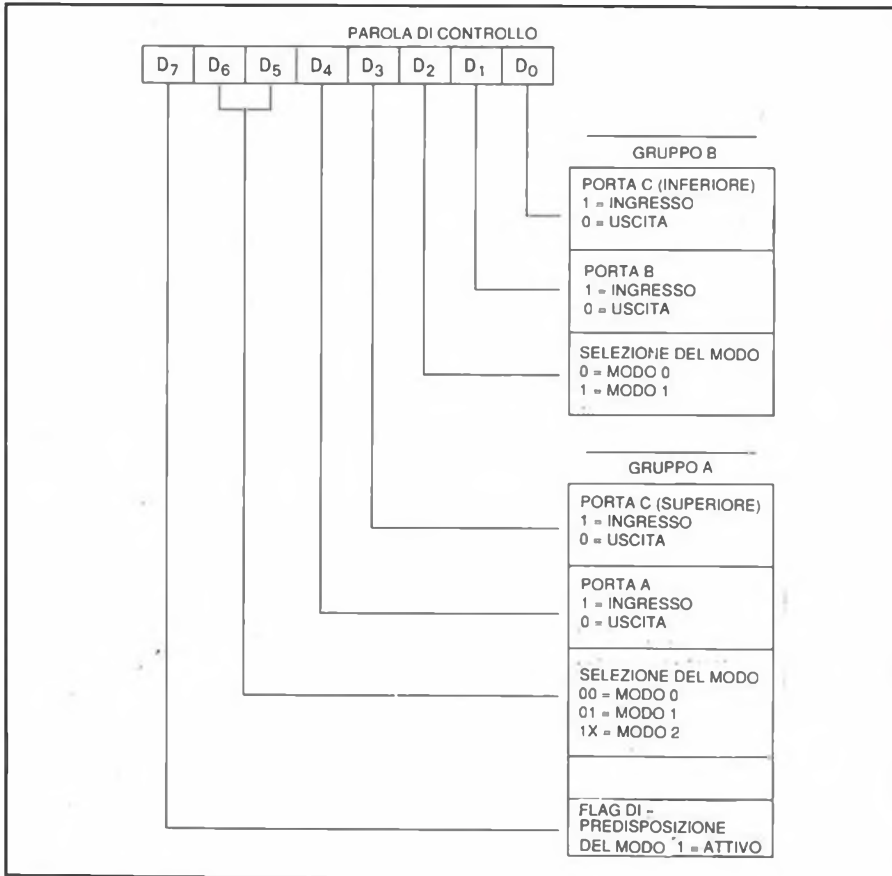 PAROLA DI CONTROLLO
D7 D6 D5 D4 D3 D2 D1 D0
GRUPPO B
PORTA C (INFERIORE)
1 = INGRESSO
0 = USCITA
PORTA B
1 = INGRESSO
0 = USCITA
SELEZIONE DEL MODO
0 = MODO 0
1 = MODO 1
GRUPPO A
PORTA C (SUPERIORE)
1 = INGRESSO
0 = USCITA
PORTA A
1 = INGRESSO
0 = USCITA
SELEZIONE DEL MODO
00 = MODO 0
01 = MODO 1
1X = MODO 2
FLAG DI -
PREDISPOSIZIONE
DEL MODO 1 = ATTIVO